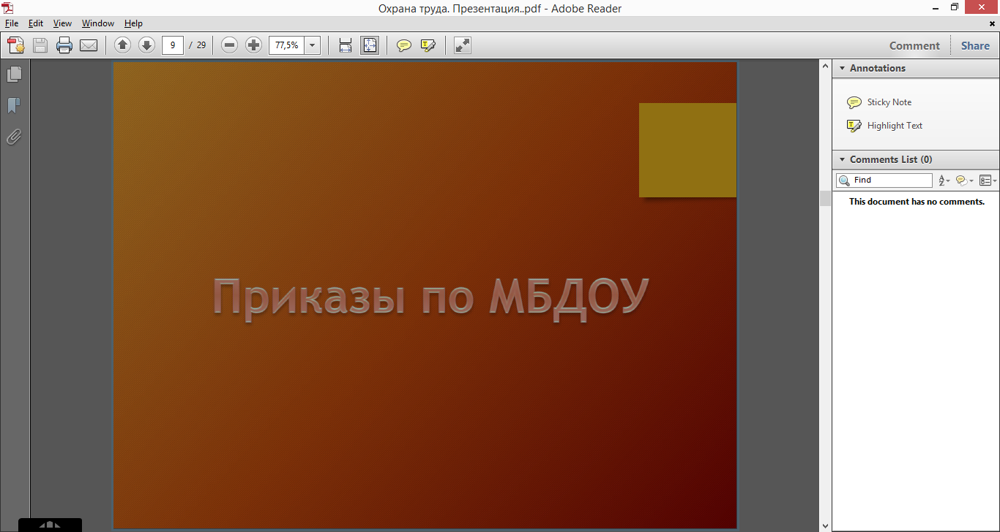 Охрана труда. Презентация..pdf - Adobe Reader
File Edit View Window Help
9 / 29 77,5% Comment Share
Annotations
Sticky Note
Highlight Text
Comments List (0)
Find
This document has no comments.
Приказы по МБДОУ